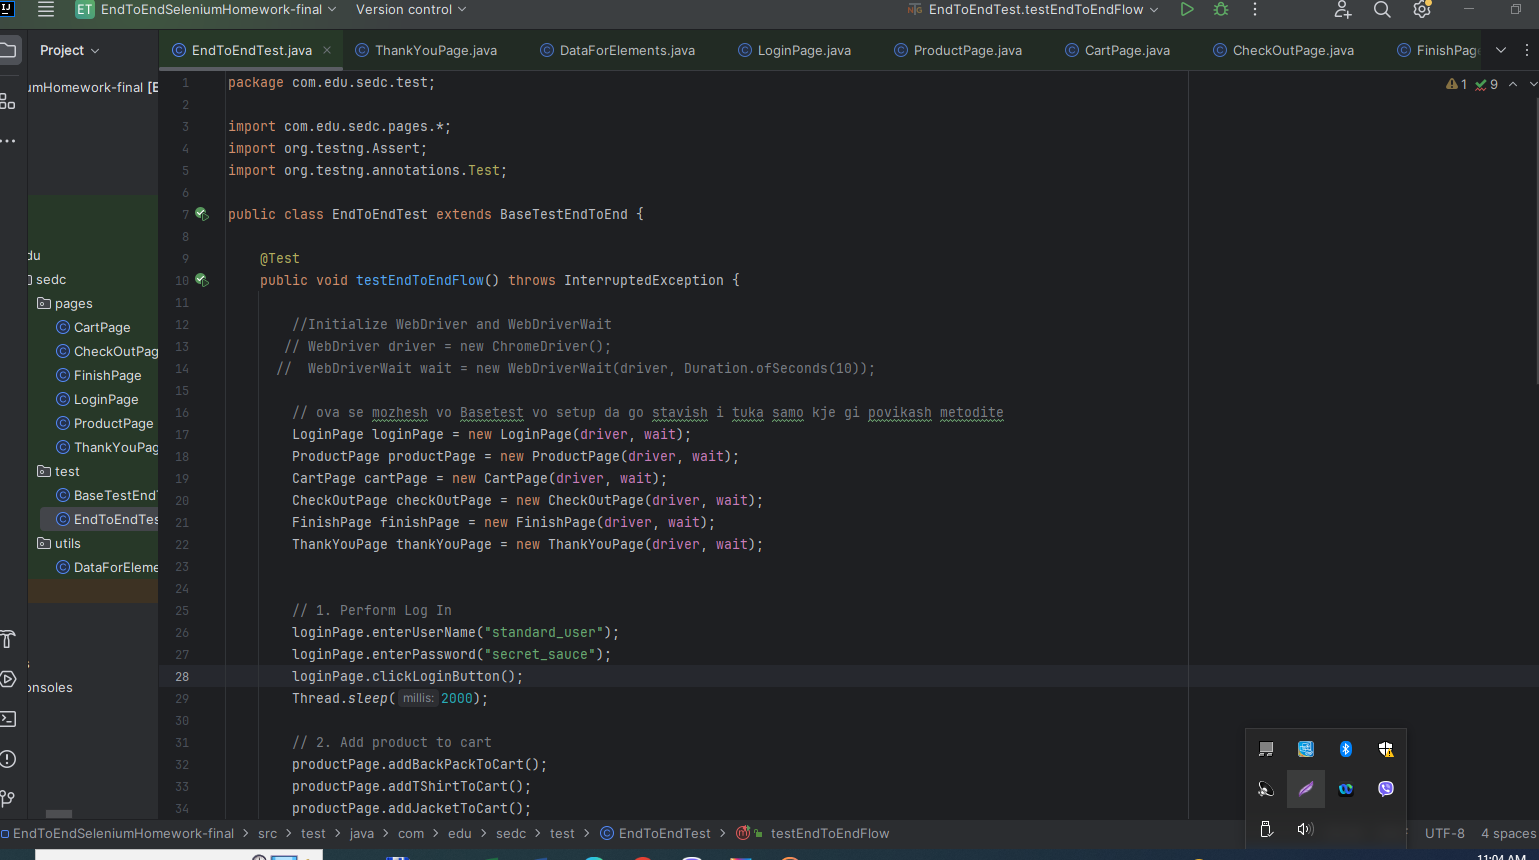 ET EndToEndSeleniumHomework-final Version control EndToEndTest.testEndToEndFlow
Project EndToEndTest.java ThankYouPage.java DataForElements.java LoginPage.java ProductPage.java CartPage.java CheckOutPage.java FinishPage
umHomework-final [E
du
sedc
pages
CartPage
CheckOutPag
FinishPage
LoginPage
ProductPage
ThankYouPag
test
BaseTestEnd
EndToEndTes
utils
DataForEleme
onsoles
1 9
1 package com.edu.sedc.test;
2
3 import com.edu.sedc.pages.*;
4 import org.testng.Assert;
5 import org.testng.annotations.Test;
6
7 public class EndToEndTest extends BaseTestEndToEnd {
8
9 @Test
10 public void testEndToEndFlow() throws InterruptedException {
11
12 //Initialize WebDriver and WebDriverWait
13 // WebDriver driver = new ChromeDriver();
14 // WebDriverWait wait = new WebDriverWait(driver, Duration.ofSeconds(10));
15
16 // ova se mozhesh vo Basetest vo setup da go stavish i tuka samo kje gi povikash metodite
17 LoginPage loginPage = new LoginPage(driver, wait);
18 ProductPage productPage = new ProductPage(driver, wait);
19 CartPage cartPage = new CartPage(driver, wait);
20 CheckOutPage checkOutPage = new CheckOutPage(driver, wait);
21 FinishPage finishPage = new FinishPage(driver, wait);
22 ThankYouPage thankYouPage = new ThankYouPage(driver, wait);
23
24
25 // 1. Perform Log In
26 loginPage.enterUserName("standard_user");
27 loginPage.enterPassword("secret_sauce");
28 loginPage.clickLoginButton();
29 Thread.sleep( millis: 2000);
30
31 // 2. Add product to cart
32 productPage.addBackPackToCart();
33 productPage.addTShirtToCart();
34 productPage.addJacketToCart();
EndToEndSeleniumHomework-final > src > test > java > com > edu > sedc > test > EndToEndTest > testEndToEndFlow UTF-8 4 spaces
11:04 AM